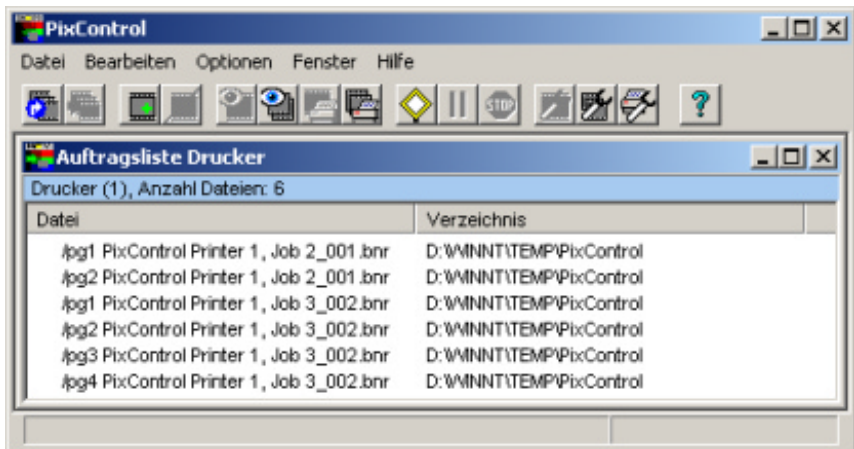 PixControl
Datei Bearbeiten Optionen Fenster Hilfe
STOP ?
Auftragsliste Drucker
Drucker (1), Anzahl Dateien: 6
Datei Verzeichnis
/pg1 PixControl Printer 1, Job 2_001.bnr D:\WINNT\TEMP\PixControl
/pg2 PixControl Printer 1, Job 2_001.bnr D:\WINNT\TEMP\PixControl
/pg1 PixControl Printer 1, Job 3_002.bnr D:\WINNT\TEMP\PixControl
/pg2 PixControl Printer 1, Job 3_002.bnr D:\WINNT\TEMP\PixControl
/pg3 PixControl Printer 1, Job 3_002.bnr D:\WINNT\TEMP\PixControl
/pg4 PixControl Printer 1, Job 3_002.bnr D:\WINNT\TEMP\PixControl